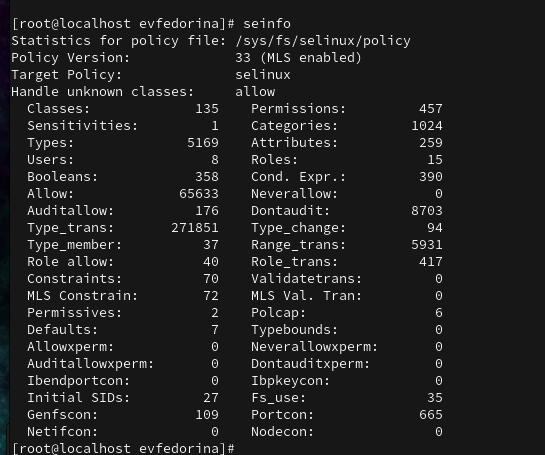 [root@localhost evfedorina]# seinfo
Statistics for policy file: /sys/fs/selinux/policy
Policy Version:             33 (MLS enabled)
Target Policy:              selinux
Handle unknown classes:     allow
  Classes:             135    Permissions:         457
  Sensitivities:         1    Categories:         1024
  Types:              5169    Attributes:          259
  Users:                 8    Roles:                15
  Booleans:            358    Cond. Expr.:         390
  Allow:             65633    Neverallow:            0
  Auditallow:          176    Dontaudit:          8703
  Type_trans:       271851    Type_change:          94
  Type_member:          37    Range_trans:        5931
  Role allow:           40    Role_trans:          417
  Constraints:          70    Validatetrans:         0
  MLS Constrain:        72    MLS Val. Tran:         0
  Permissives:           2    Polcap:                6
  Defaults:              7    Typebounds:            0
  Allowxperm:            0    Neverallowxperm:       0
  Auditallowxperm:       0    Dontauditxperm:        0
  Ibendportcon:          0    Ibpkeycon:             0
  Initial SIDs:         27    Fs_use:               35
  Genfscon:            109    Portcon:             665
  Netifcon:              0    Nodecon:               0
[root@localhost evfedorina]#